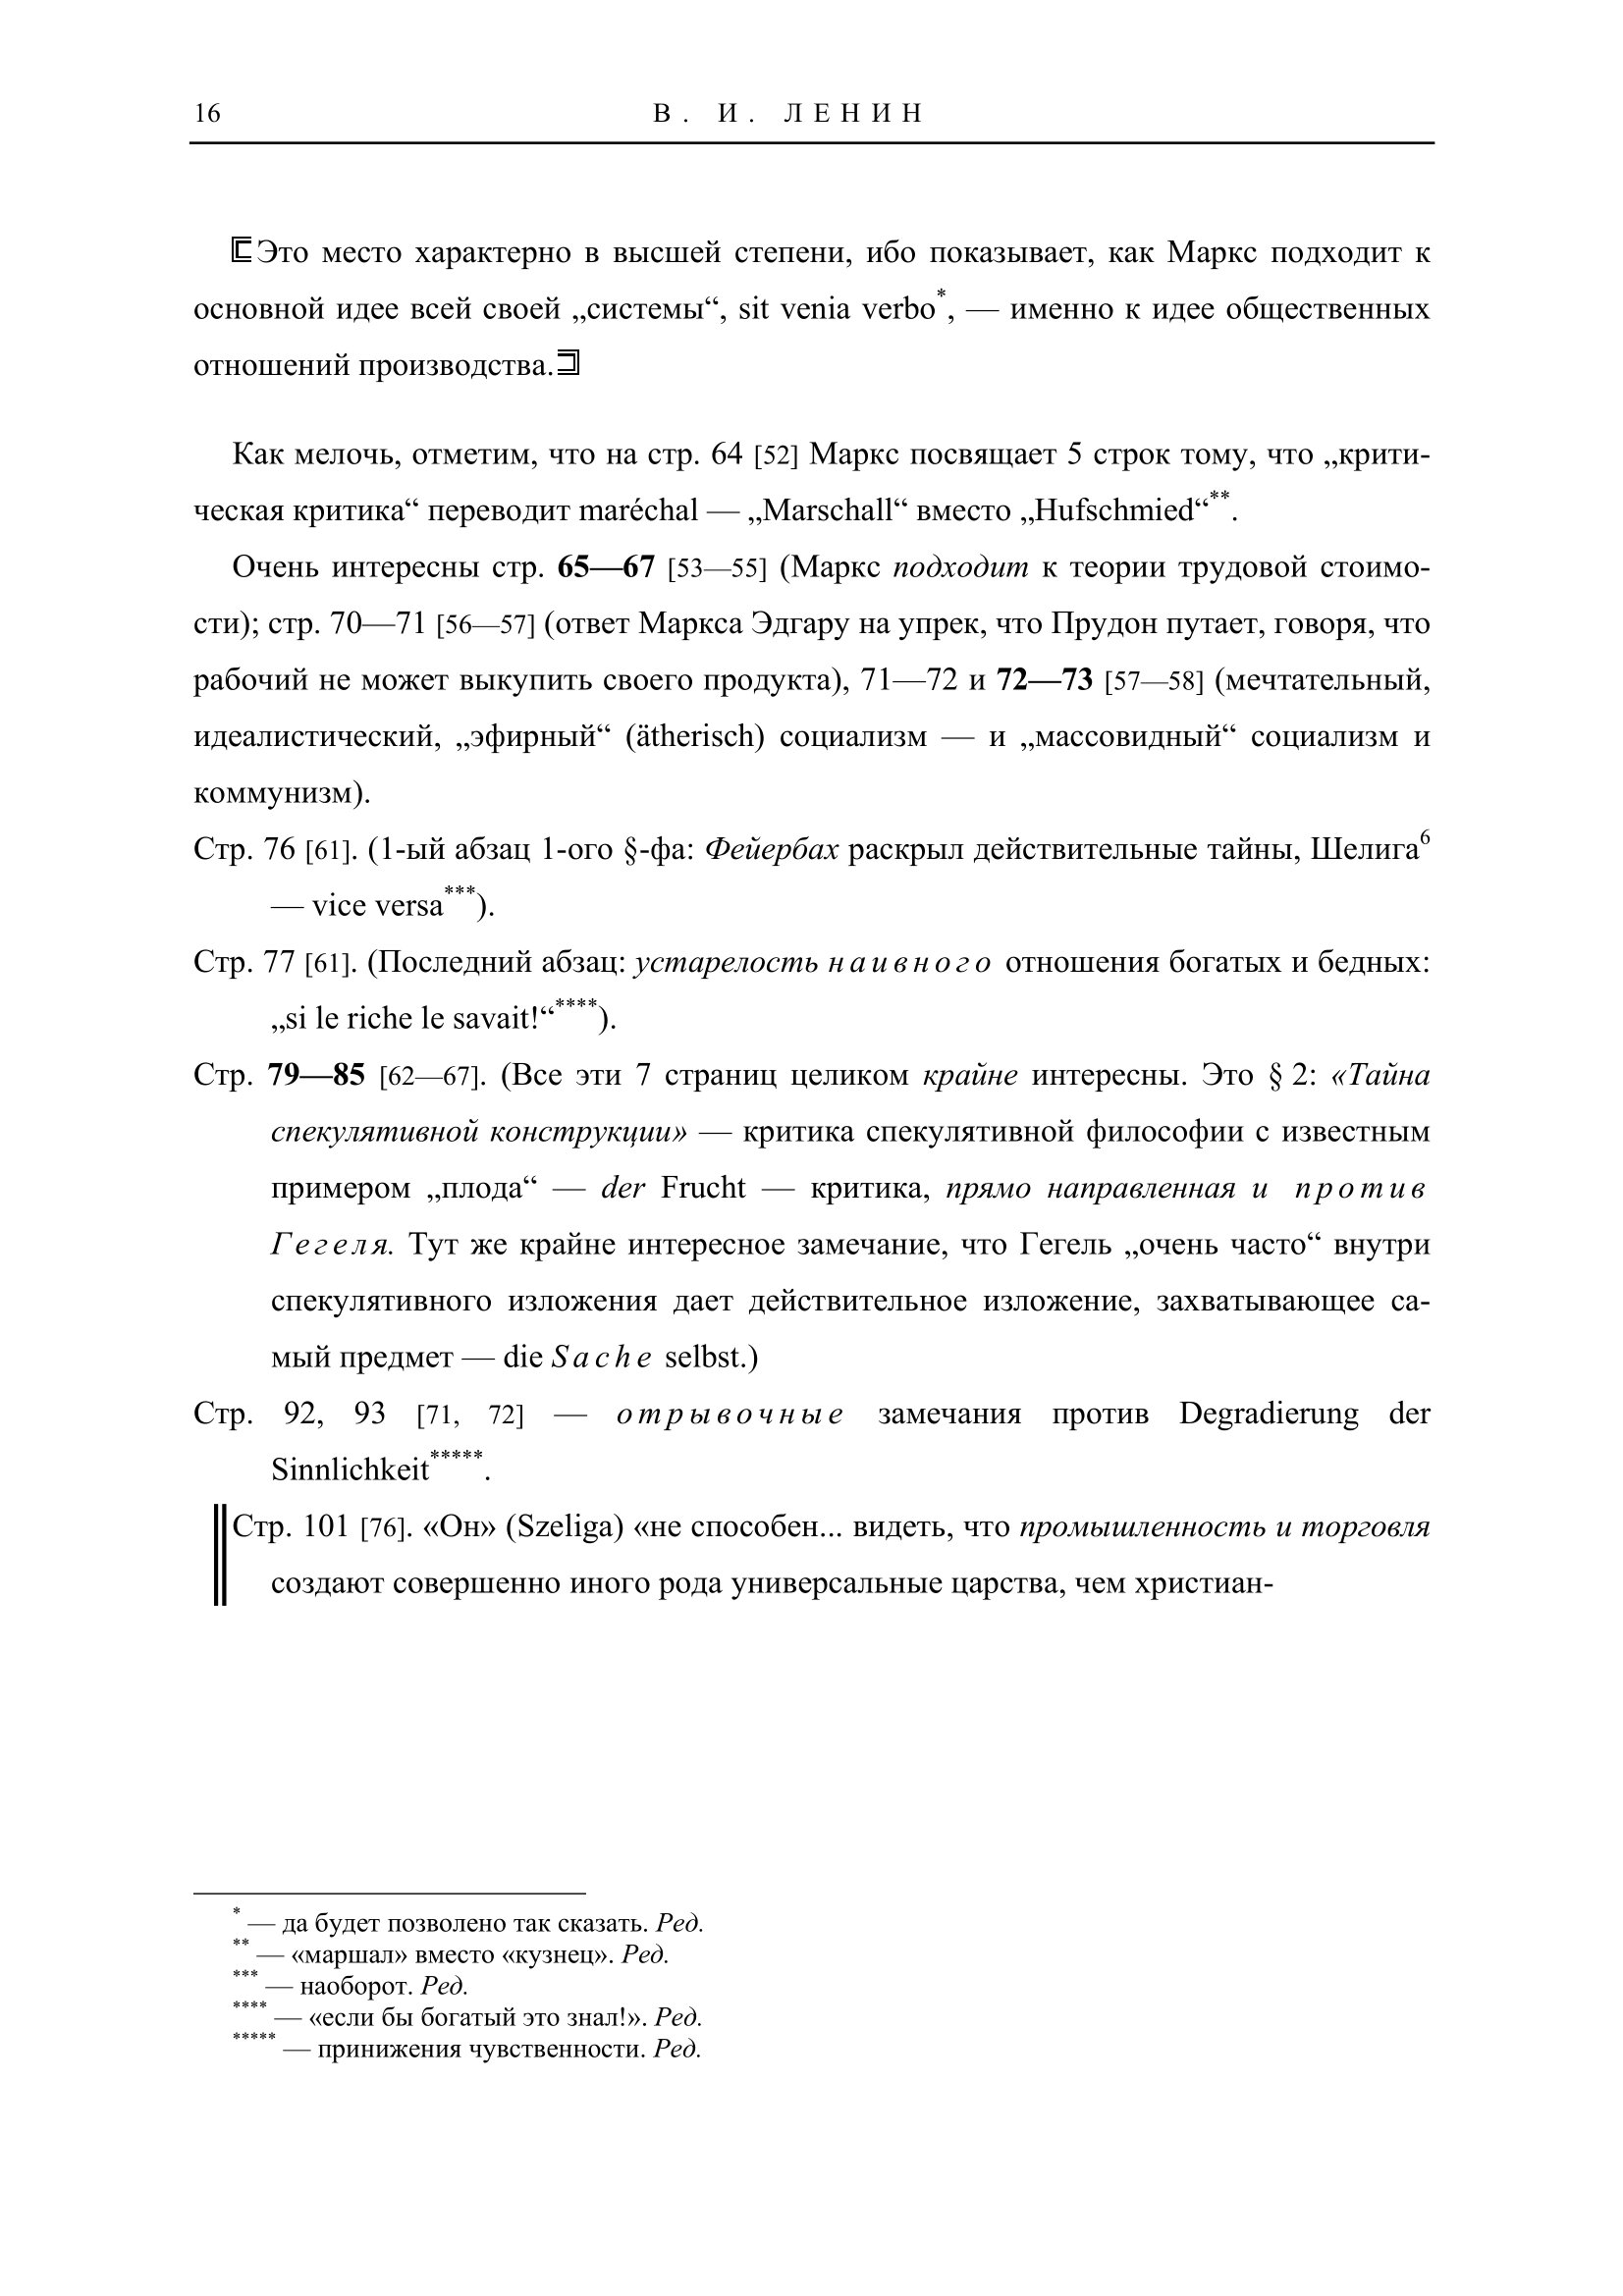 16
В. И. ЛЕНИН
⟦Это место характерно в высшей степени, ибо показывает, как Маркс подходит к
основной идее всей своей „системы“, sit venia verbo*, — именно к идее общественных
отношений производства.⟧
Как мелочь, отметим, что на стр. 64 [52] Маркс посвящает 5 строк тому, что „крити-
ческая критика“ переводит maréchal — „Marschall“ вместо „Hufschmied“**.
Очень интересны стр. 65—67 [53—55] (Маркс подходит к теории трудовой стоимо-
сти); стр. 70—71 [56—57] (ответ Маркса Эдгару на упрек, что Прудон путает, говоря, что
рабочий не может выкупить своего продукта), 71—72 и 72—73 [57—58] (мечтательный,
идеалистический, „эфирный“ (ätherisch) социализм — и „массовидный“ социализм и
коммунизм).
Стр. 76 [61]. (1-ый абзац 1-ого §-фа: Фейербах раскрыл действительные тайны, Шелига6
— vice versa***).
Стр. 77 [61]. (Последний абзац: устарелость наивного отношения богатых и бедных:
„si le riche le savait!“****).
Стр. 79—85 [62—67]. (Все эти 7 страниц целиком крайне интересны. Это § 2: «Тайна
спекулятивной конструкции» — критика спекулятивной философии с известным
примером „плода“ — der Frucht — критика, прямо направленная и против
Гегеля. Тут же крайне интересное замечание, что Гегель „очень часто“ внутри
спекулятивного изложения дает действительное изложение, захватывающее са-
мый предмет — die Sache selbst.)
Стр. 92, 93 [71, 72] — отрывочные замечания против Degradierung der
Sinnlichkeit*****.
Стр. 101 [76]. «Он» (Szeliga) «не способен... видеть, что промышленность и торговля
создают совершенно иного рода универсальные царства, чем христиан-
* — да будет позволено так сказать. Ред.
** — «маршал» вместо «кузнец». Ред.
*** — наоборот. Ред.
**** — «если бы богатый это знал!». Ред.
***** — принижения чувственности. Ред.